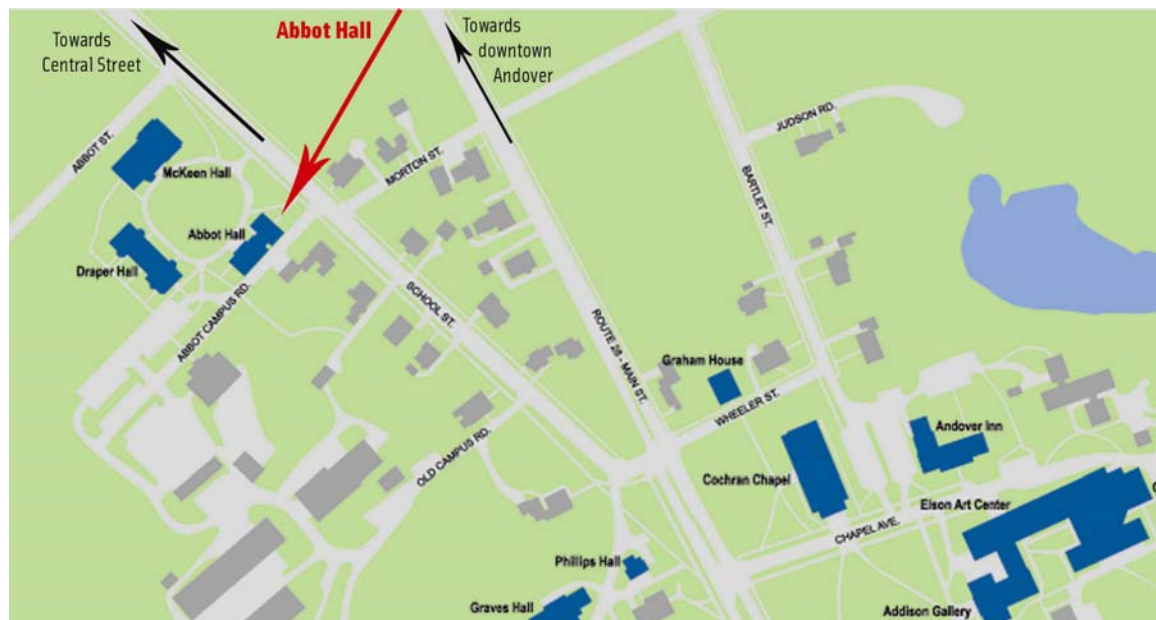 Towards
Central Street
Abbot Hall
Towards
downtown
Andover
ABBOT ST.
McKeen Hall
MORTON ST.
JUDSON RD.
BARTLET ST.
Abbot Hall
Draper Hall
ABBOT CAMPUS RD.
SCHOOL ST.
ROUTE 28 - MAIN ST.
Graham House
WHEELER ST.
OLD CAMPUS RD.
Andover Inn
Cochran Chapel
Elson Art Center
CHAPEL AVE.
Phillips Hall
Graves Hall
Addison Gallery